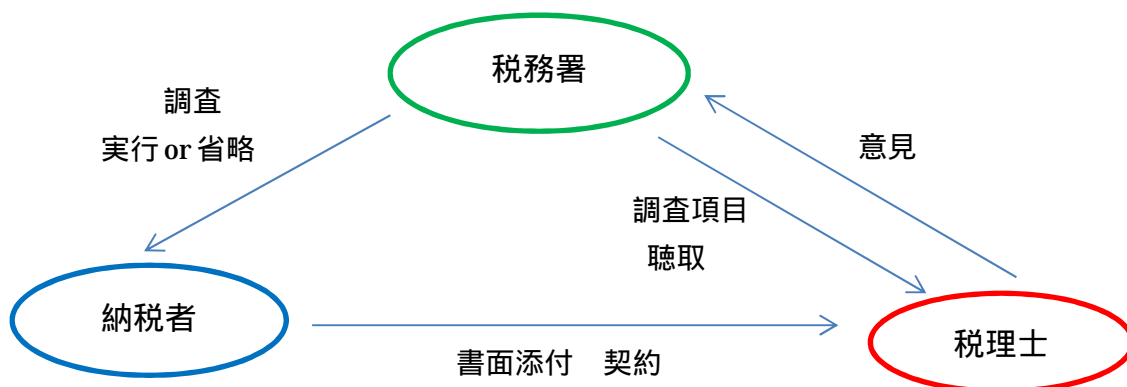 税務署
調査
実行 or 省略
意見
調査項目
聴取
納税者
税理士
書面添付　契約